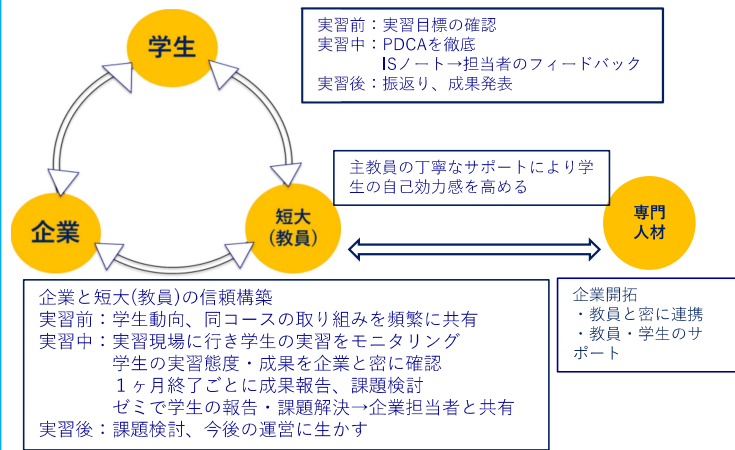 学生
実習前：実習目標の確認
実習中：PDCAを徹底
ISノート→担当者のフィードバック
実習後：振返り、成果発表
主教員の丁寧なサポートにより学
生の自己効力感を高める
企業
短大
(教員)
専門
人材
企業と短大(教員)の信頼構築
実習前：学生動向、同コースの取り組みを頻繁に共有
実習中：実習現場に行き学生の実習をモニタリング
学生の実習態度・成果を企業と密に確認
１ヶ月終了ごとに成果報告、課題検討
ゼミで学生の報告・課題解決→企業担当者と共有
実習後：課題検討、今後の運営に生かす
企業開拓
・教員と密に連携
・教員・学生のサ
ポート